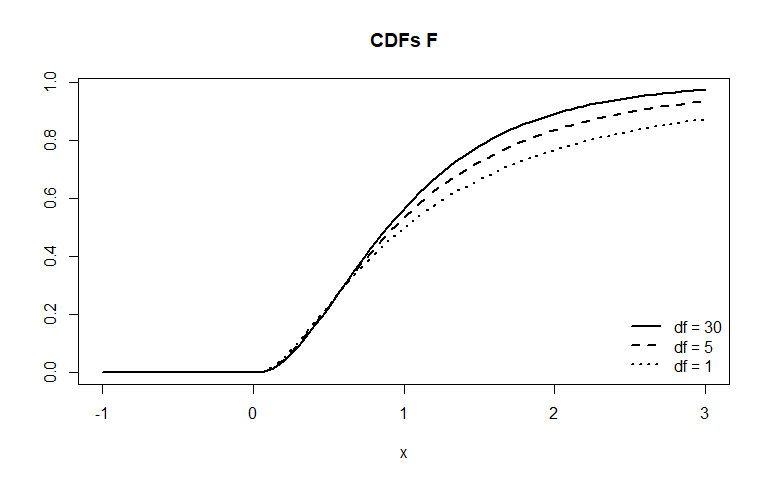 CDFs F
1.0
0.8
0.6
0.4
0.2
0.0
df = 30
df = 5
df = 1
-1 0 1 2 3
x